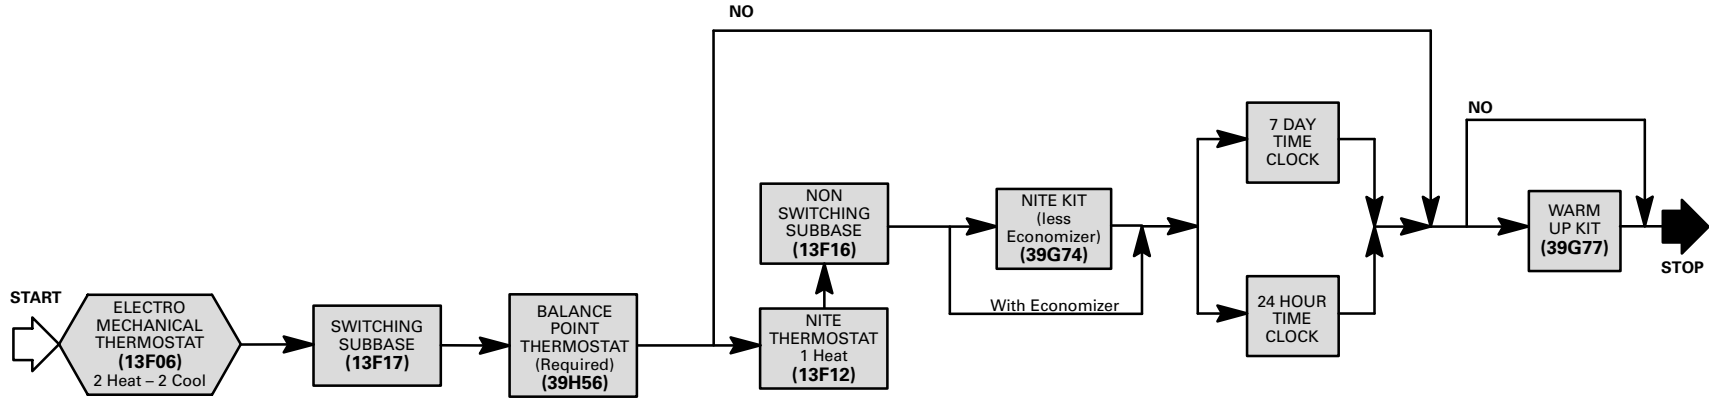 START
ELECTRO
MECHANICAL
THERMOSTAT
(13F06)
2 Heat – 2 Cool
SWITCHING
SUBBASE
(13F17)
BALANCE
POINT
THERMOSTAT
(Required)
(39H56)
NO
NITE
THERMOSTAT
1 Heat
(13F12)
NON
SWITCHING
SUBBASE
(13F16)
NITE KIT
(less
Economizer)
(39G74)
With Economizer
7 DAY
TIME
CLOCK
24 HOUR
TIME
CLOCK
NO
WARM
UP KIT
(39G77)
STOP